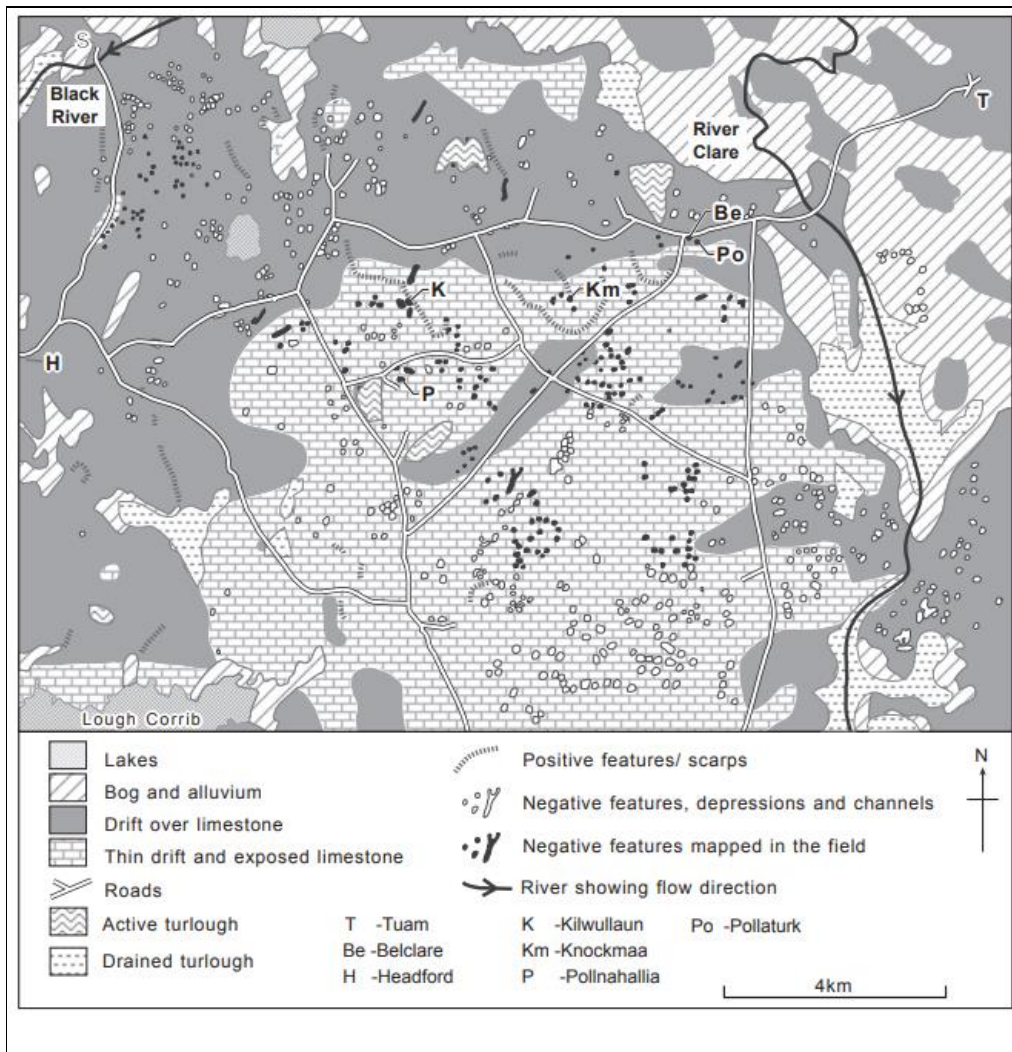 S
Black
River
T
River
Clare
Be
Po
K
Km
H
P
Lough Corrib
Lakes
Bog and alluvium
Drift over limestone
Thin drift and exposed limestone
Roads
Active turlough
Drained turlough
Positive features/ scarps
Negative features, depressions and channels
Negative features mapped in the field
River showing flow direction
N
T -Tuam
Be -Belclare
H -Headford
K -Kilwullaun
Km -Knockmaa
P -Pollnahallia
Po -Pollaturk
4km